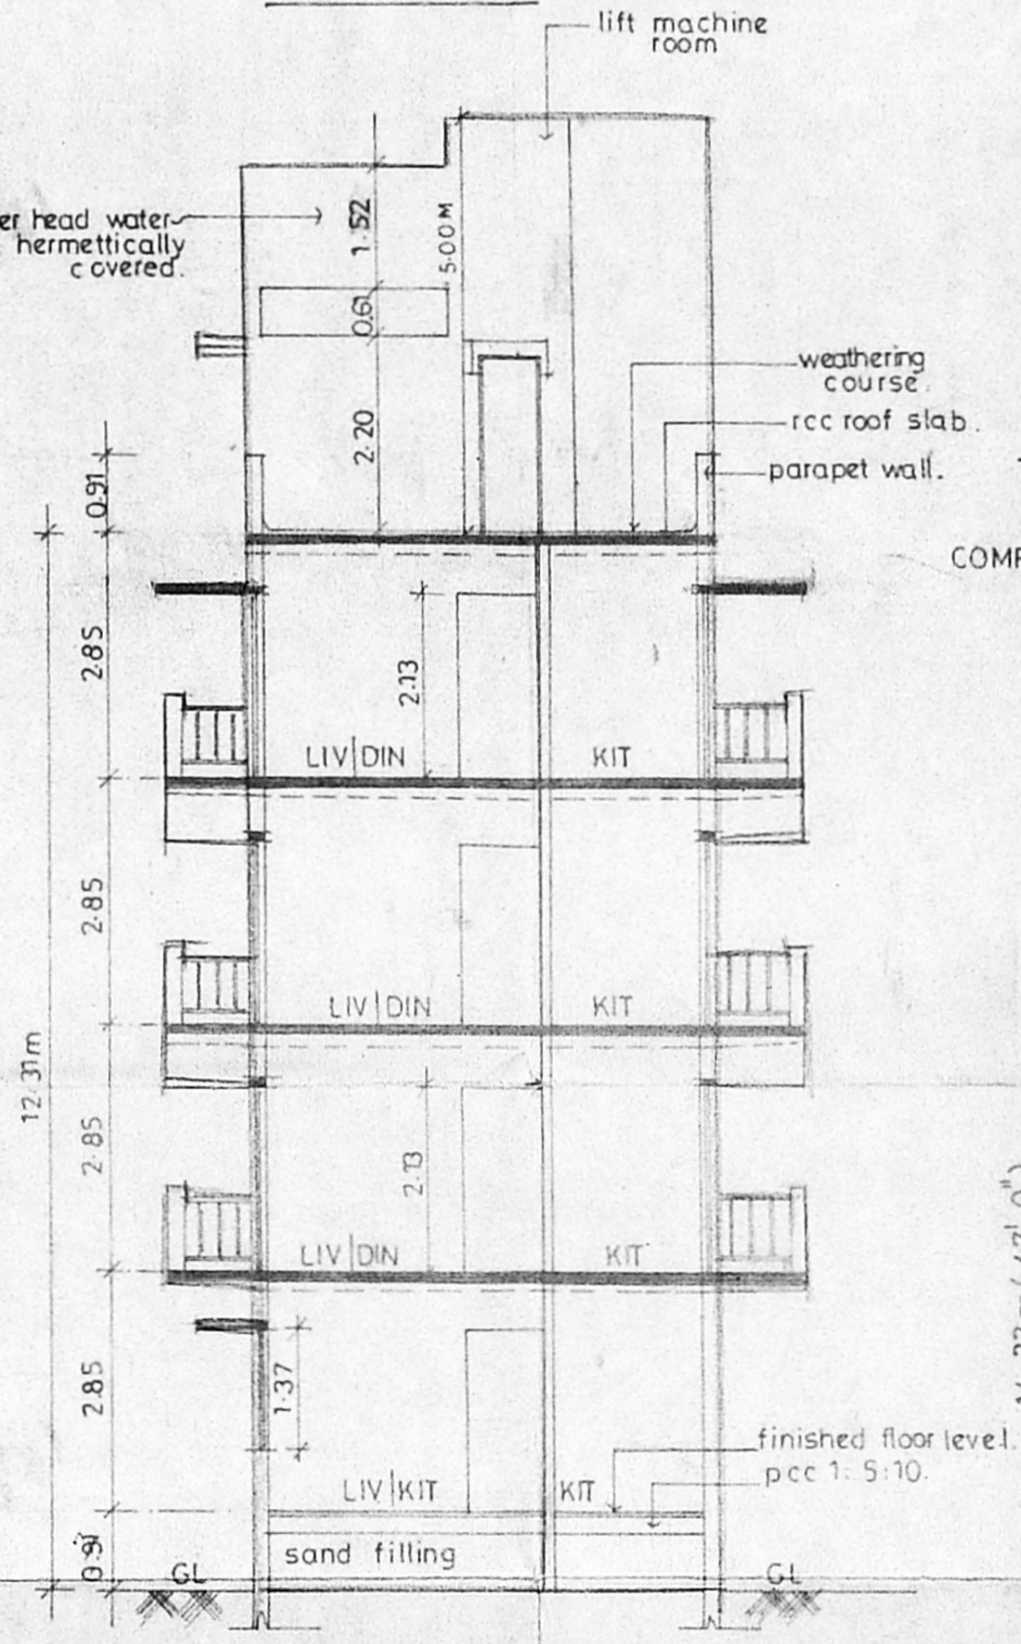 lift machine
room
er head water
hermettically
covered.
1.52
5.00M
0.61
2.20
weathering
course.
rcc roof slab.
parapet wall.
0.91
COMP
2.85
2.13
LIV|DIN
KIT
2.85
LIV|DIN
KIT
12.31m
2.85
2.13
LIV|DIN
KIT
2.85
1.37
finished floor level.
pcc 1:5:10.
LIV|KIT
KIT
0.91
sand filling
GL
GL